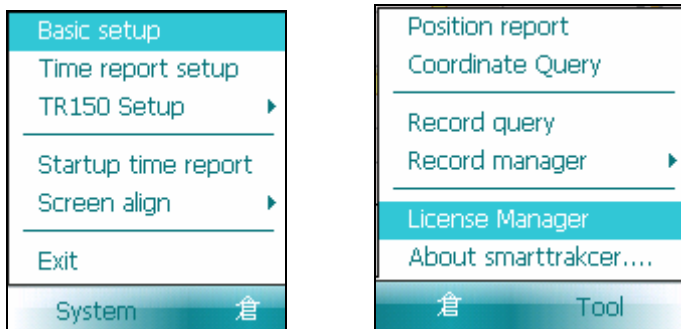 Basic setup
Time report setup
TR150 Setup
Startup time report
Screen align
Exit
System 倉
Position report
Coordinate Query
Record query
Record manager
License Manager
About smarttrakcer....
倉 Tool